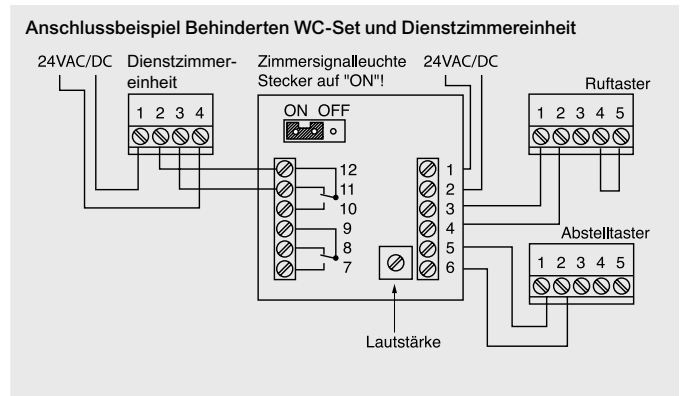 Anschlussbeispiel Behinderten WC-Set und Dienstzimmereinheit
24VAC/DC Dienstzimmer- Zimmersignalleuchte 24VAC/DC
einheit Stecker auf "ON"!
Ruftaster
ON OFF
1 2 3 4
1 2 3 4 5
12 1
11 2
10 3
9 4
8 5
7 6
Abstelltaster
1 2 3 4 5
Lautstärke